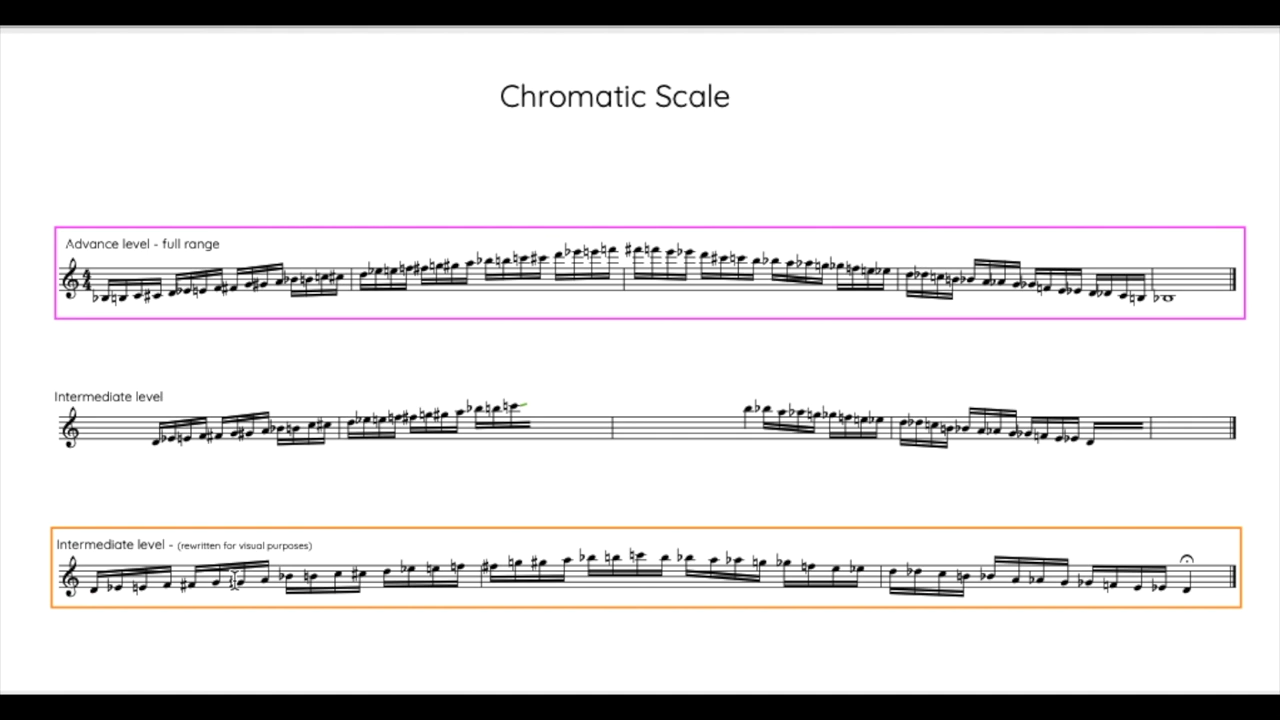 Chromatic Scale
Advance level - full range
Intermediate level
Intermediate level - (rewritten for visual purposes)